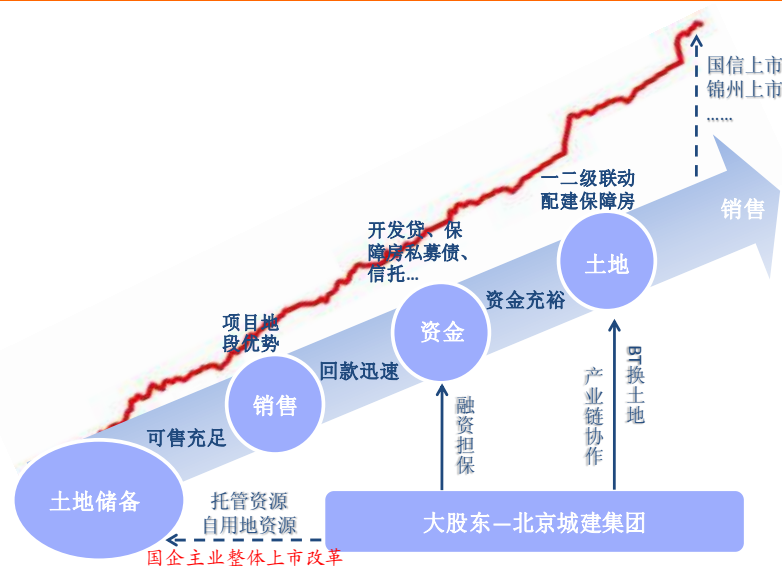 国信上市
锦州上市
……
销售
一二级联动
配建保障房
土地
开发贷、保
障房私募债、
信托…
资金充裕
资金
项目地
段优势
回款迅速
销售
BT换土地
产业链协作
融资担保
可售充足
土地储备
托管资源
自用地资源
大股东—北京城建集团
国企主业整体上市改革